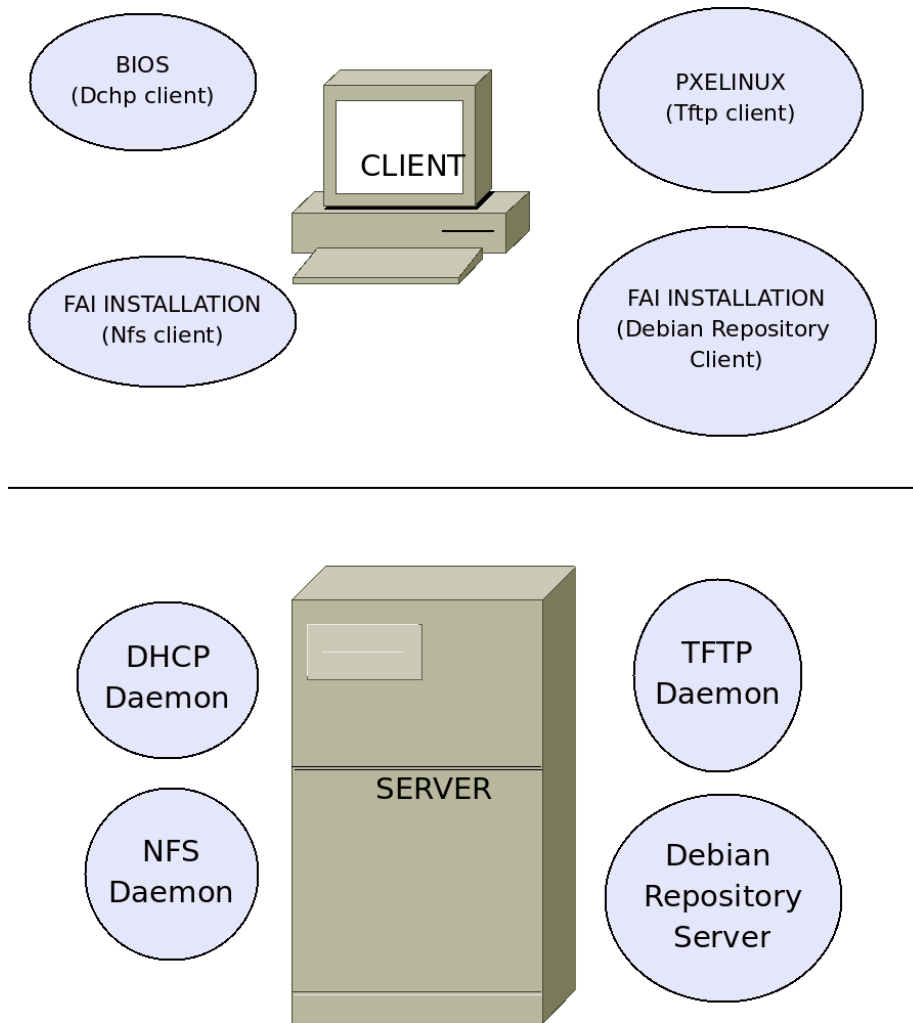 BIOS
(Dchp client)
PXELINUX
(Tftp client)
CLIENT
FAI INSTALLATION
(Nfs client)
FAI INSTALLATION
(Debian Repository
Client)
DHCP
Daemon
TFTP
Daemon
SERVER
NFS
Daemon
Debian
Repository
Server